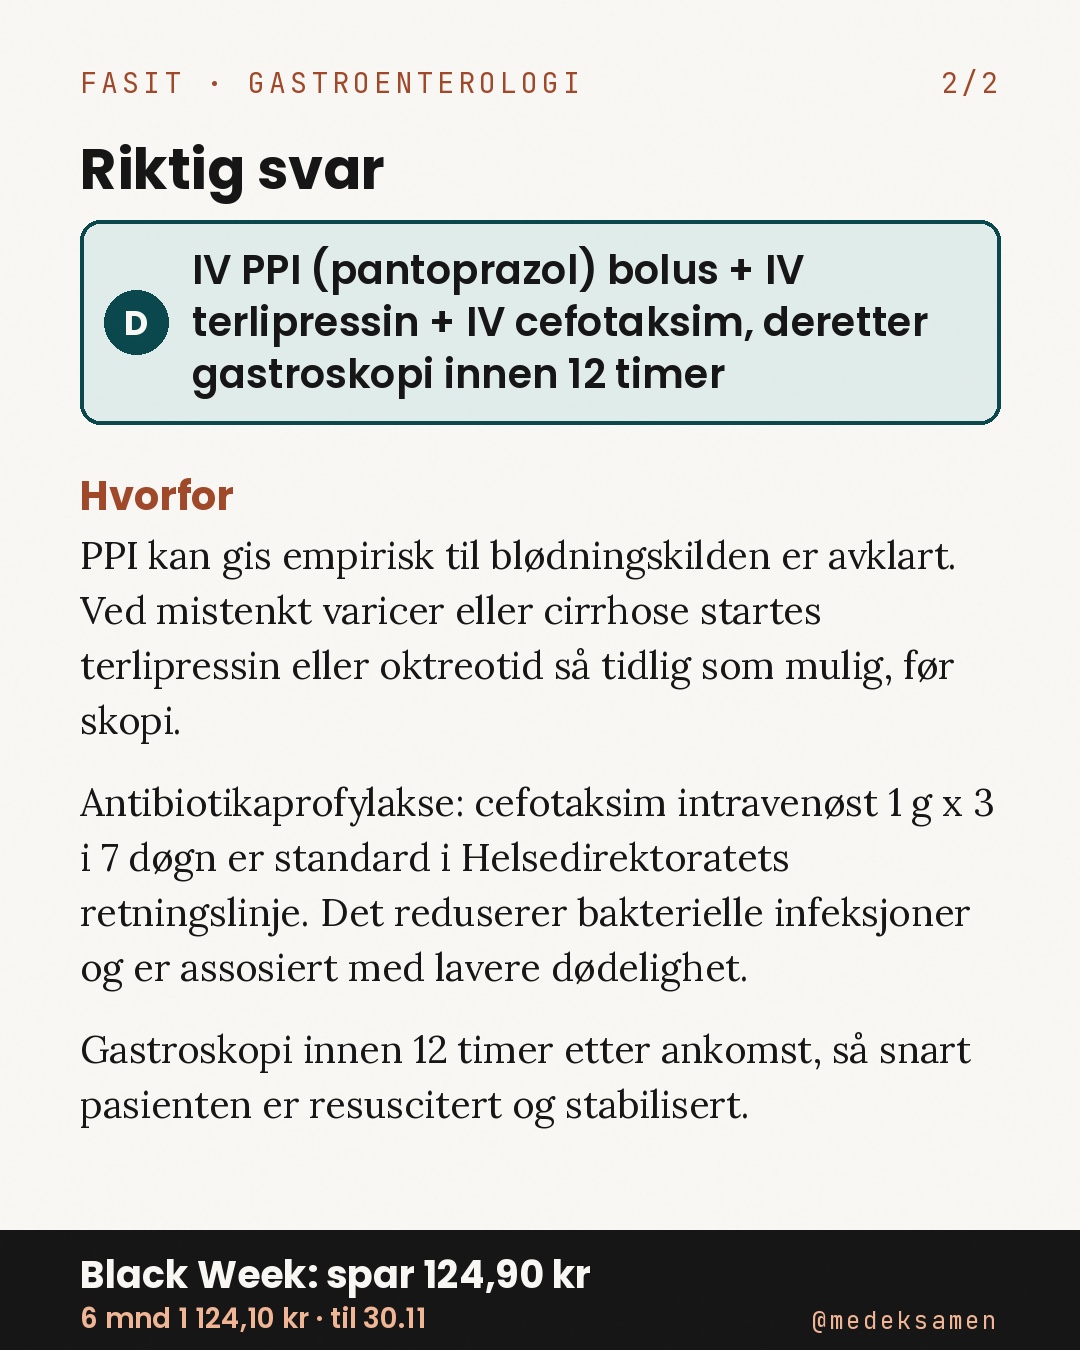 FASIT · GASTROENTEROLOGI 2/2
Riktig svar
D
IV PPI (pantoprazol) bolus + IV
terlipressin + IV cefotaksim, deretter
gastroskopi innen 12 timer
Hvorfor
PPI kan gis empirisk til blødningskilden er avklart.
Ved mistenkt varicer eller cirrhose startes
terlipressin eller oktreotid så tidlig som mulig, før
skopi.
Antibiotikaprofylakse: cefotaksim intravenøst 1 g x 3
i 7 døgn er standard i Helsedirektoratets
retningslinje. Det reduserer bakterielle infeksjoner
og er assosiert med lavere dødelighet.
Gastroskopi innen 12 timer etter ankomst, så snart
pasienten er resuscitert og stabilisert.
Black Week: spar 124,90 kr
6 mnd 1 124,10 kr · til 30.11
@medeksamen